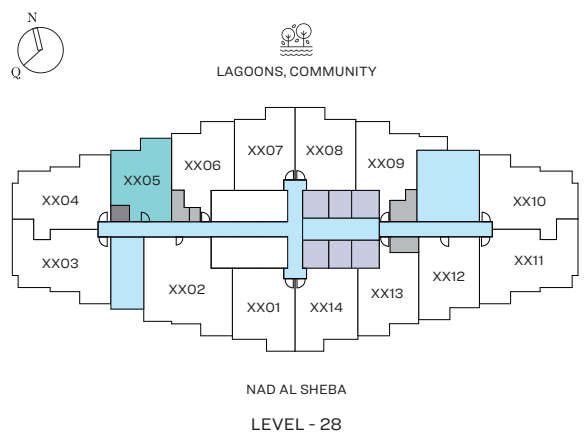 N
Q
LAGOONS, COMMUNITY
XX07
XX08
XX06
XX09
XX05
XX04
XX10
XX03
XX11
XX02
XX12
XX01
XX14
XX13
NAD AL SHEBA
LEVEL - 28